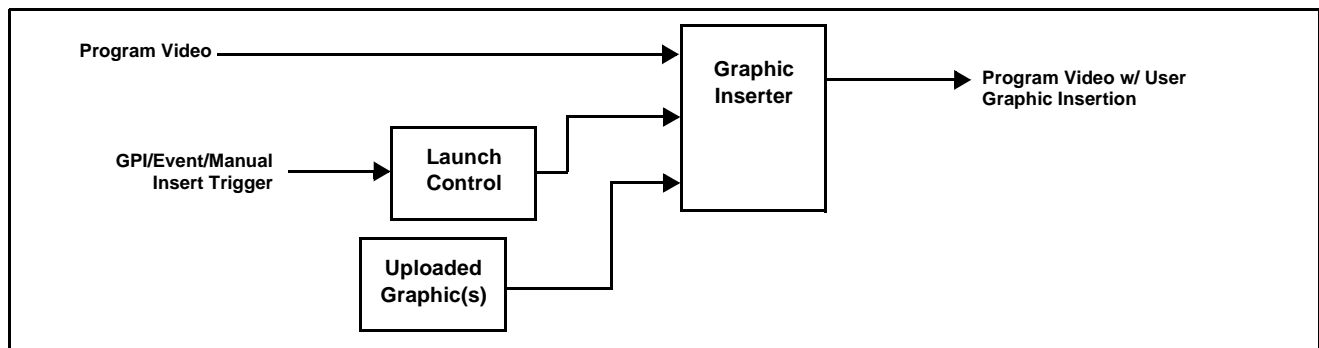 Program Video
Graphic
Inserter
Program Video w/ User
Graphic Insertion
GPI/Event/Manual
Insert Trigger
Launch
Control
Uploaded
Graphic(s)